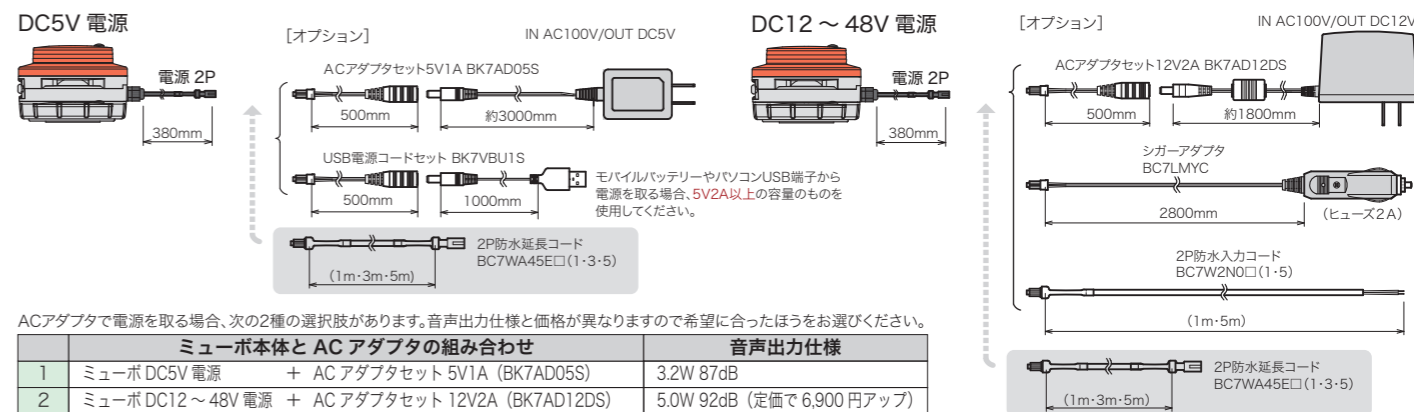 DC5V 電源
電源 2P
380mm
[オプション]
IN AC100V/OUT DC5V
ACアダプタセット5V1A BK7AD05S
500mm
約3000mm
USB電源コードセット BK7VBU1S
500mm
1000mm
モバイルバッテリーやパソコンUSB端子から
電源を取る場合、5V2A以上の容量のものを
使用してください。
2P防水延長コード
BC7WA45E□(1・3・5)
(1m・3m・5m)
DC12 ～ 48V 電源
電源 2P
380mm
[オプション]
IN AC100V/OUT DC12V
ACアダプタセット12V2A BK7AD12DS
500mm
約1800mm
シガーアダプタ
BC7LMYC
2800mm
(ヒューズ2A)
2P防水入力コード
BC7W2N0□(1・5)
(1m・5m)
2P防水延長コード
BC7WA45E□(1・3・5)
(1m・3m・5m)
ACアダプタで電源を取る場合、次の2種の選択肢があります。音声出力仕様と価格が異なりますので希望に合ったほうをお選びください。
ミューボ本体と AC アダプタの組み合わせ 音声出力仕様
1 ミューボ DC5V 電源 + AC アダプタセット 5V1A (BK7AD05S) 3.2W 87dB
2 ミューボ DC12 ～ 48V 電源 + AC アダプタセット 12V2A (BK7AD12DS) 5.0W 92dB (定価で 6,900 円アップ)